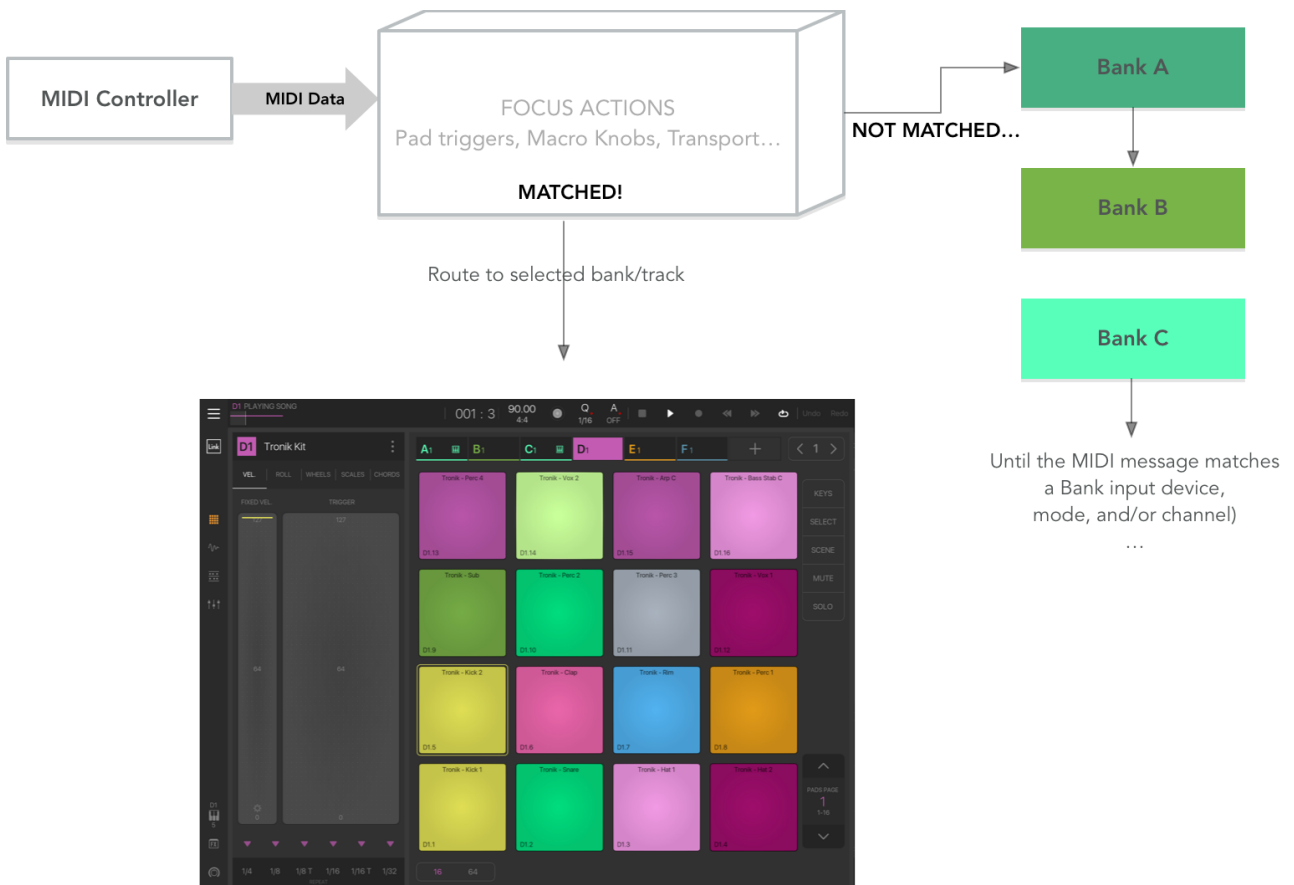 MIDI Controller
MIDI Data
FOCUS ACTIONS
Pad triggers, Macro Knobs, Transport…
MATCHED!
NOT MATCHED…
Bank A
Bank B
Bank C
Route to selected bank/track
Until the MIDI message matches
a Bank input device,
mode, and/or channel)
…
D1 PLAYING SONG
001 : 3
90.00
4:4
Q
1/16
A
OFF
Undo
Redo
Link
D1 Tronik Kit
A1
B1
C1
D1
E1
F1
+
< 1 >
VEL
ROLL
WHEELS
SCALES
CHORDS
FIXED VEL.
TRIGGER
127
127
64
64
0
0
Tronik - Perc 4
D1.13
Tronik - Vox 2
D1.14
Tronik - Arp C
D1.15
Tronik - Bass Stab C
D1.16
Tronik - Sub
D1.9
Tronik - Perc 2
D1.10
Tronik - Perc 3
D1.11
Tronik - Vox 1
D1.12
Tronik - Kick 2
D1.5
Tronik - Clap
D1.6
Tronik - Rim
D1.7
Tronik - Perc 1
D1.8
Tronik - Kick 1
D1.1
Tronik - Snare
D1.2
Tronik - Hat 1
D1.3
Tronik - Hat 2
D1.4
KEYS
SELECT
SCENE
MUTE
SOLO
PADS PAGE
1
1-16
D1
1/4
1/8
1/8 T
1/16
1/16 T
1/32
REPEAT
16
64